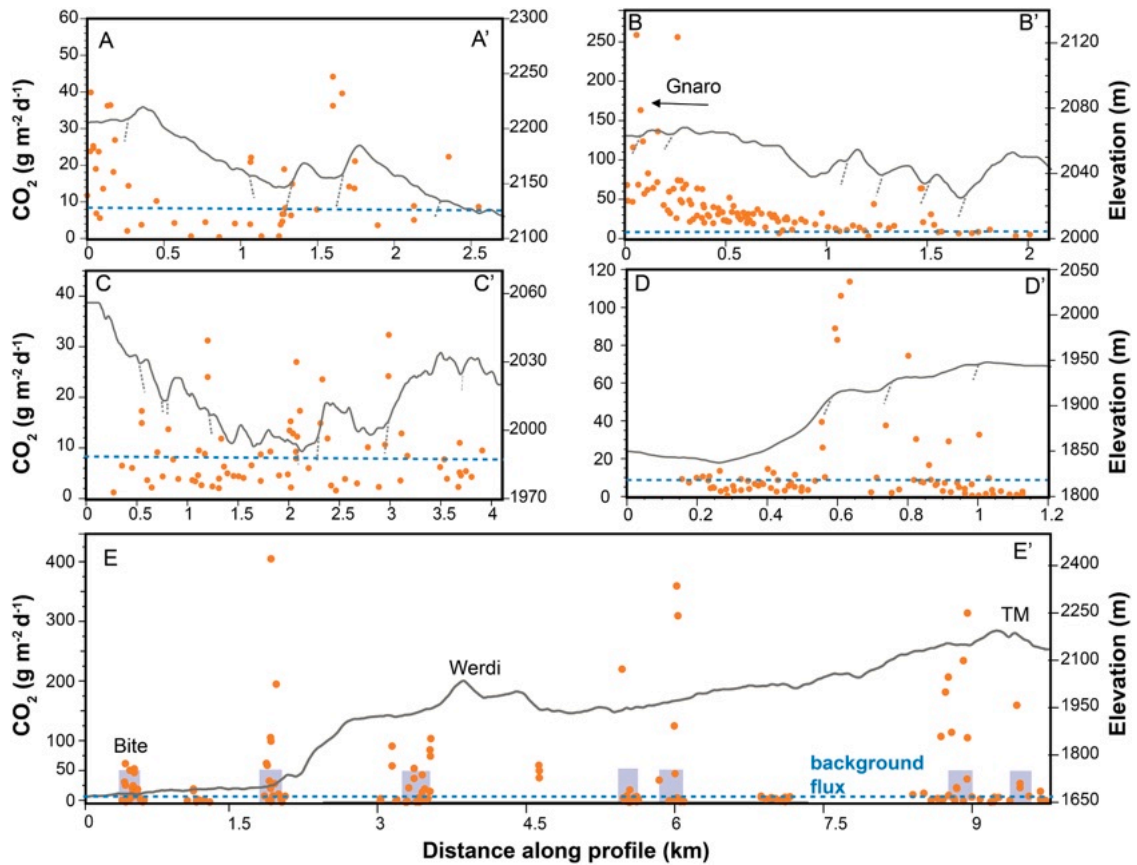 A A'
60
50
40
30
20
10
0
CO₂ (g m⁻² d⁻¹)
2300
2250
2200
2150
2100
0 0.5 1 1.5 2 2.5
B B'
Gnaro
250
200
150
100
50
0
2120
2080
2040
2000
Elevation (m)
0 0.5 1 1.5 2
C C'
40
30
20
10
0
CO₂ (g m⁻² d⁻¹)
2060
2030
2000
1970
0.5 1 1.5 2 2.5 3 3.5 4
D D'
120
100
80
60
40
20
0
2050
2000
1950
1900
1850
1800
Elevation (m)
0 0.2 0.4 0.6 0.8 1 1.2
E E'
400
300
200
100
50
0
CO₂ (g m⁻² d⁻¹)
TM
Werdi
Bite
background
flux
2400
2250
2100
1950
1800
1650
Elevation (m)
0 1.5 3 4.5 6 7.5 9
Distance along profile (km)